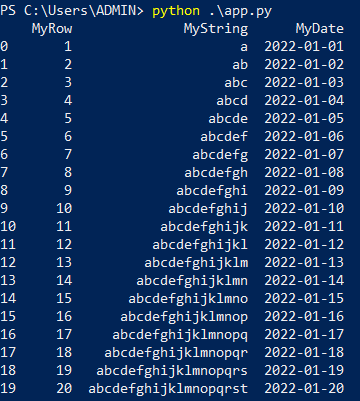 PS C:\Users\ADMIN> python .\app.py
    MyRow              MyString      MyDate
0       1                     a  2022-01-01
1       2                    ab  2022-01-02
2       3                   abc  2022-01-03
3       4                  abcd  2022-01-04
4       5                 abcde  2022-01-05
5       6                abcdef  2022-01-06
6       7               abcdefg  2022-01-07
7       8              abcdefgh  2022-01-08
8       9             abcdefghi  2022-01-09
9      10            abcdefghij  2022-01-10
10     11           abcdefghijk  2022-01-11
11     12          abcdefghijkl  2022-01-12
12     13         abcdefghijklm  2022-01-13
13     14        abcdefghijklmn  2022-01-14
14     15       abcdefghijklmno  2022-01-15
15     16      abcdefghijklmnop  2022-01-16
16     17     abcdefghijklmnopq  2022-01-17
17     18    abcdefghijklmnopqr  2022-01-18
18     19   abcdefghijklmnopqrs  2022-01-19
19     20  abcdefghijklmnopqrst  2022-01-20